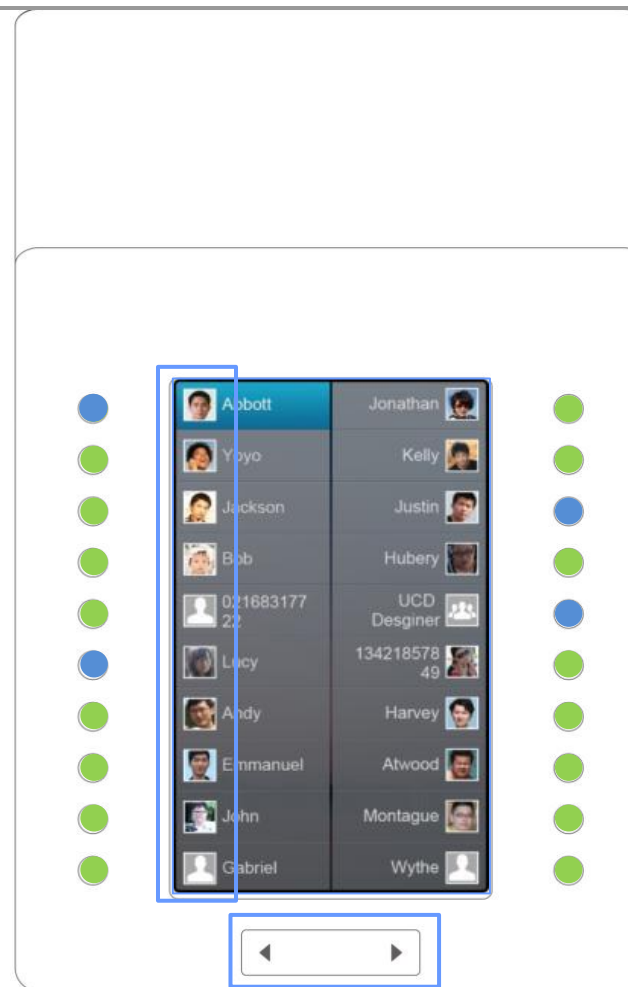 Abbott
Jonathan
Yoyo
Kelly
Jackson
Justin
Bob
Hubery
021683177
22
UCD
Desginer
Lucy
134218578
49
Andy
Harvey
Emmanuel
Atwood
John
Montague
Gabriel
Wythe